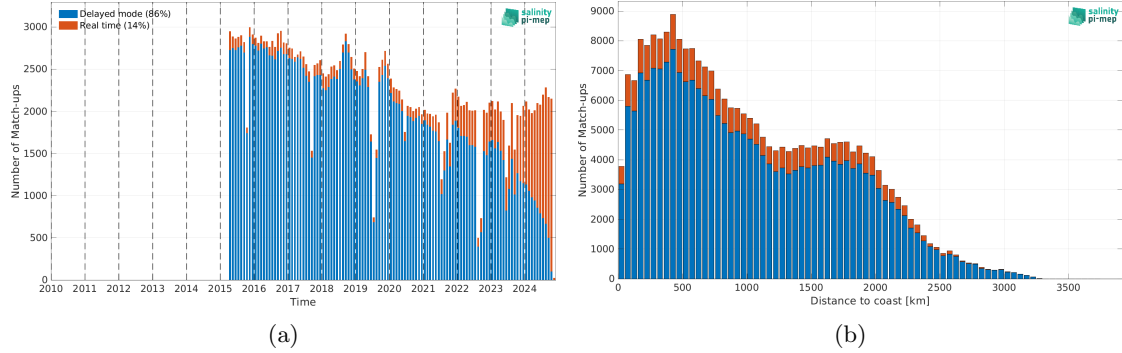 Delayed mode (86%)
Real time (14%)
salinity
pi-mep
3000
2500
2000
1500
1000
500
0
Number of Match-ups
2010 2011 2012 2013 2014 2015 2016 2017 2018 2019 2020 2021 2022 2023 2024
Time
(a)
salinity
pi-mep
9000
8000
7000
6000
5000
4000
3000
2000
1000
0
Number of Match-ups
0 500 1000 1500 2000 2500 3000 3500
Distance to coast [km]
(b)